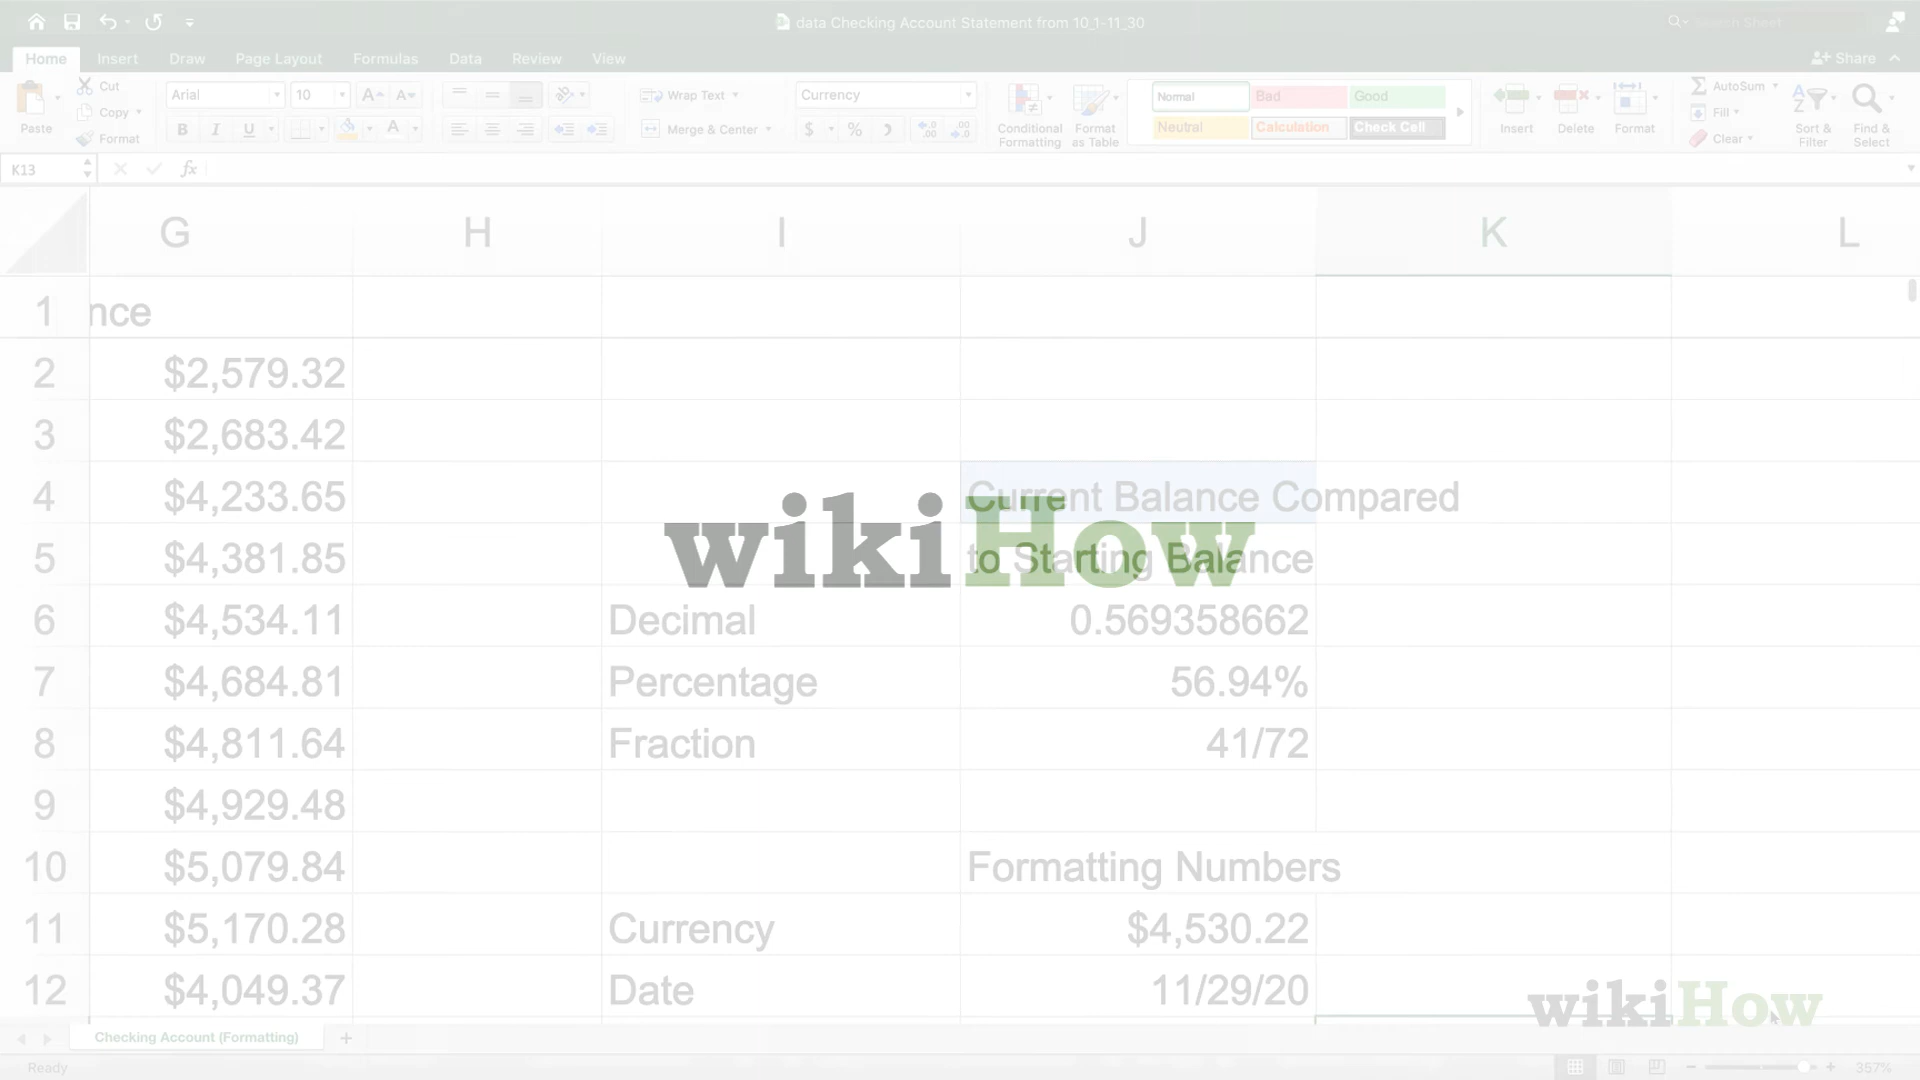 data Checking Account Statement from 10_1-11_30
Search Sheet
Home Insert Draw Page Layout Formulas Data Review View
Share
Paste
Cut
Copy
Format
Arial 10
B I U
Wrap Text
Merge & Center
Currency
$ %
Conditional Formatting
Format as Table
Normal Bad Good
Neutral Calculation Check Cell
Insert Delete Format
AutoSum
Fill
Clear
Sort & Filter
Find & Select
K13
fx
G H I J K L
1 nce
2 $2,579.32
3 $2,683.42
4 $4,233.65 Current Balance Compared
5 $4,381.85 to Starting Balance
wikiHow
6 $4,534.11 Decimal 0.569358662
7 $4,684.81 Percentage 56.94%
8 $4,811.64 Fraction 41/72
9 $4,929.48
10 $5,079.84 Formatting Numbers
11 $5,170.28 Currency $4,530.22
12 $4,049.37 Date 11/29/20
wikiHow
Checking Account (Formatting)
Ready
357%